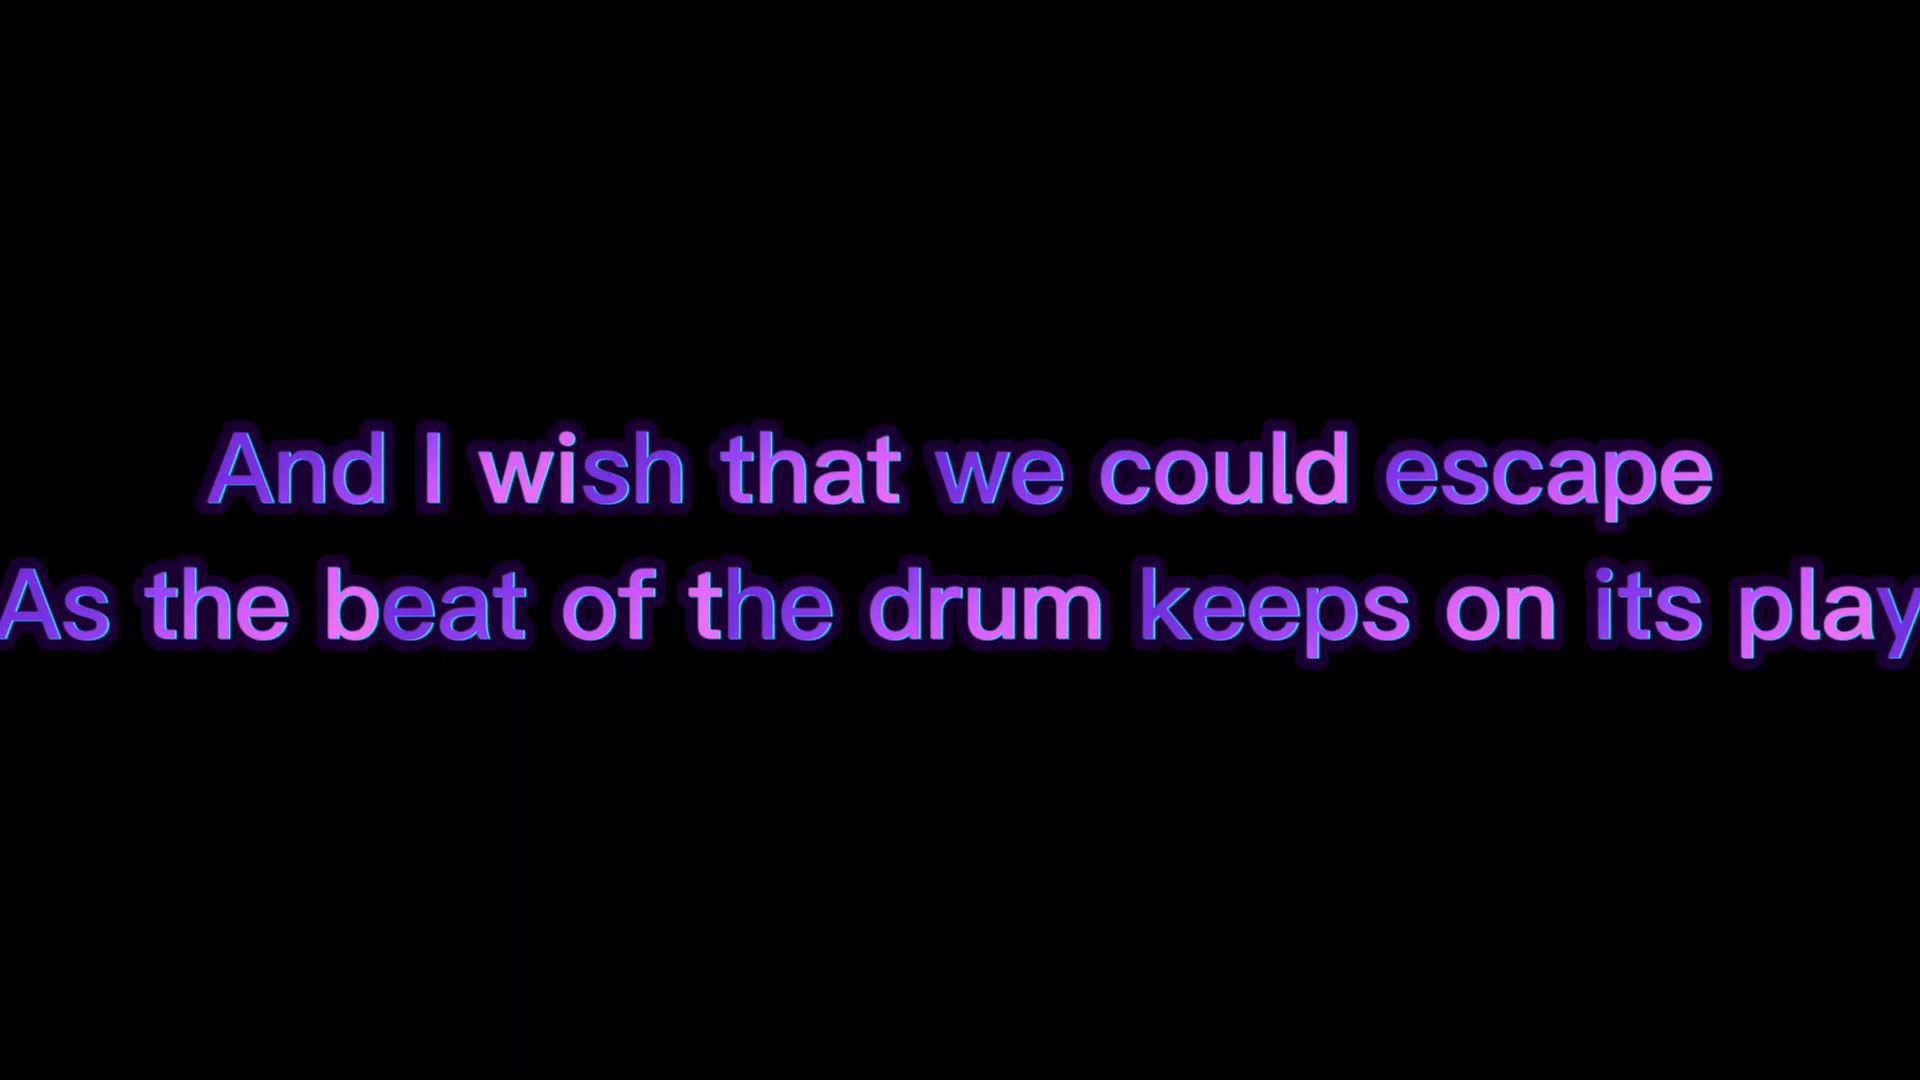 And I wish that we could escape
As the beat of the drum keeps on its play